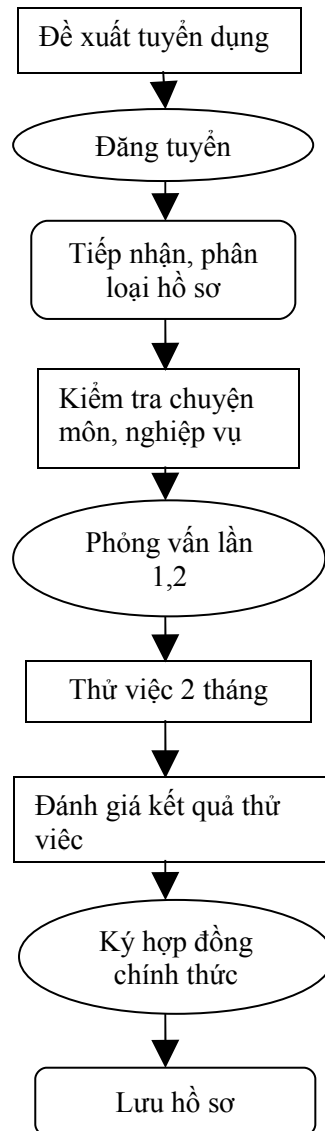 Đề xuất tuyển dụng
Đăng tuyển
Tiếp nhận, phân
loại hồ sơ
Kiểm tra chuyện
môn, nghiệp vụ
Phỏng vấn lần
1,2
Thử việc 2 tháng
Đánh giá kết quả thử
viêc
Ký hợp đồng
chính thức
Lưu hồ sơ